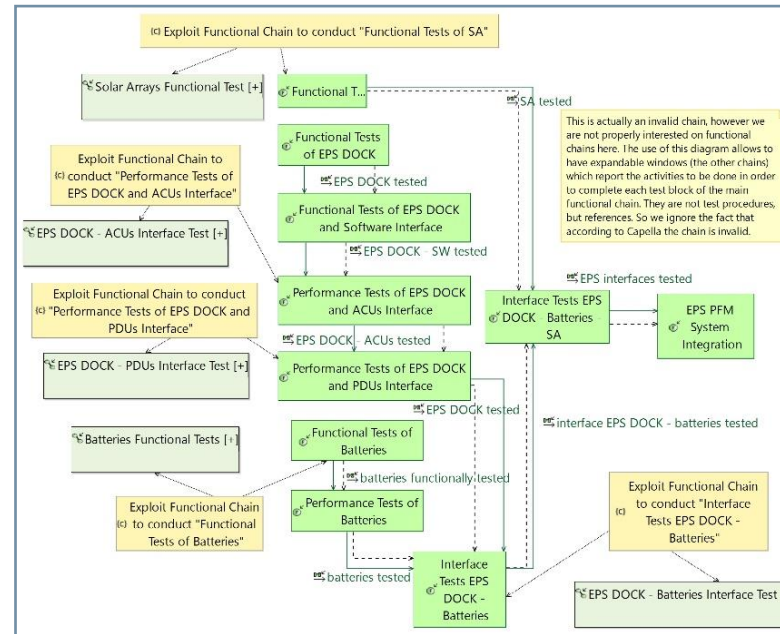 Exploit Functional Chain to conduct "Functional Tests of SA"
Solar Arrays Functional Test [+]
Functional T...
SA tested
This is actually an invalid chain, however we
are not properly interested on functional
chains here. The use of this diagram allows to
have expandable windows (the other chains)
which report the activities to be done in order
to complete each test block of the main
functional chain. They are not test procedures,
but references. So we ignore the fact that
according to Capella the chain is invalid.
Functional Tests
of EPS DOCK
EPS DOCK tested
Exploit Functional Chain to
conduct "Performance Tests of
EPS DOCK and ACUs Interface"
Functional Tests of EPS DOCK
and Software Interface
EPS DOCK - ACUs Interface Test [+]
EPS DOCK - SW tested
EPS interfaces tested
Exploit Functional Chain to conduct
"Performance Tests of EPS DOCK and
PDUs Interface"
Performance Tests of EPS DOCK
and ACUs Interface
Interface Tests EPS
DOCK - Batteries -
SA
EPS PFM
System
Integration
EPS DOCK - ACUs tested
EPS DOCK - PDUs Interface Test [+]
Performance Tests of EPS DOCK
and PDUs Interface
EPS DOCK tested
interface EPS DOCK - batteries tested
Batteries Functional Tests [+]
Functional Tests of
Batteries
batteries functionally tested
Exploit Functional Chain
to conduct "Functional
Tests of Batteries"
Performance Tests of
Batteries
Exploit Functional Chain
to conduct "Interface
Tests EPS DOCK -
Batteries"
batteries tested
Interface
Tests EPS
DOCK -
Batteries
EPS DOCK - Batteries Interface Test